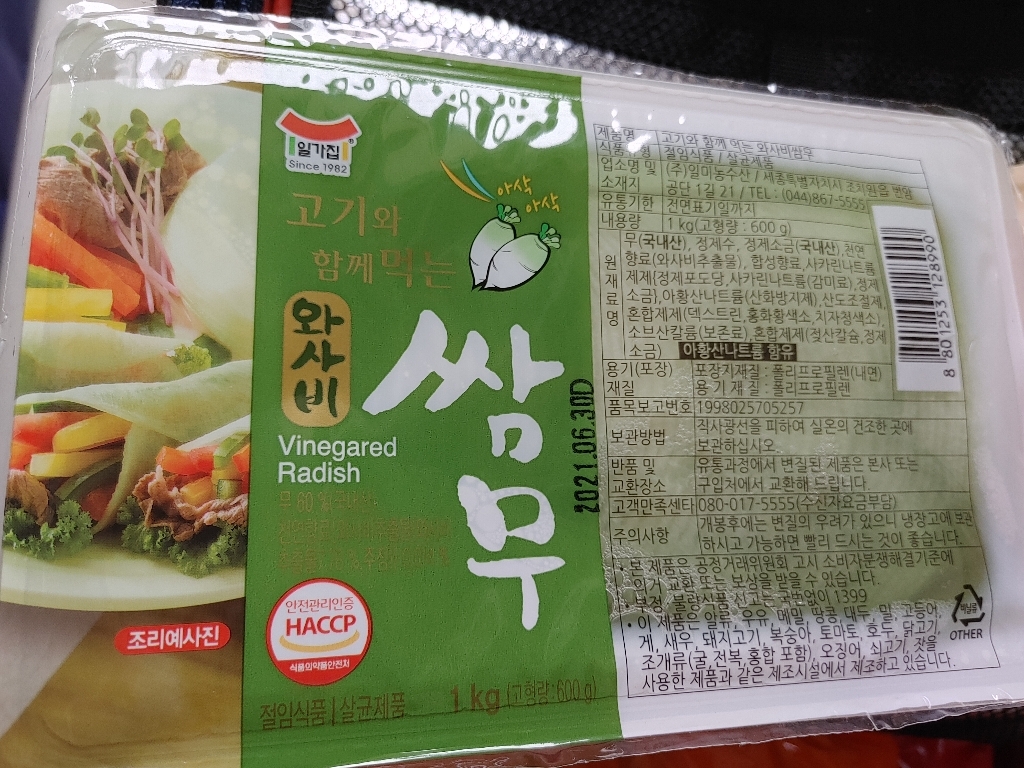 일가집
Since 1982
고기와
함께 먹는
아삭
아삭
와사비
쌈무
Vinegared
Radish
무 60 %
안전관리인증
HACCP
식품의약품안전처
조리예사진
절임식품 | 살균제품
1 kg (고형량:600 g)
2021.06.30D
제품명 고기와 함께 먹는 와사비쌈무
절임식품 / 살균제품
업소명 및 소재지 (주)일미농수산 / 세종특별자치시 조치원읍
공단 1길 21 / TEL : (044)867-5555
유통기한 전면표기일까지
내용량 1 kg(고형량 : 600 g)
원재료명 무(국내산), 정제수, 정제소금(국내산), 천연
향료(와사비추출물), 합성향료, 사카린나트륨
제제(정제포도당,사카린나트륨(감미료),정제
소금),아황산나트륨(산화방지제),산도조절제,
혼합제제(덱스트린,홍화황색소,치자청색소),
소브산칼륨(보존료), 혼합제제(젖산칼슘,정제
소금) 아황산나트륨 함유
용기(포장)재질 포장지재질 : 폴리프로필렌(내면)
용기재질 : 폴리프로필렌
품목보고번호 1998025705257
보관방법 직사광선을 피하여 실온의 건조한 곳에
보관하십시오.
반품 및 교환장소 유통과정에서 변질된 제품은 본사 또는
구입처에서 교환해 드립니다.
고객만족센타 080-017-5555(수신자요금부담)
주의사항 개봉후에는 변질의 우려가 있으니 냉장고에 보관
하시고 가능하면 빨리 드시는 것이 좋습니다.
• 본 제품은 공정거래위원회 고시 소비자분쟁해결기준에
의거 교환 또는 보상을 받을 수 있습니다.
• 부정·불량식품 신고는 국번없이 1399
• 이 제품은 알류, 우유, 메밀, 땅콩, 대두, 밀, 고등어,
게, 새우, 돼지고기, 복숭아, 토마토, 호두, 닭고기,
조개류(굴,전복,홍합 포함), 오징어, 쇠고기, 잣을
사용한 제품과 같은 제조시설에서 제조하고 있습니다.
8 801253 128990
비닐류
OTHER